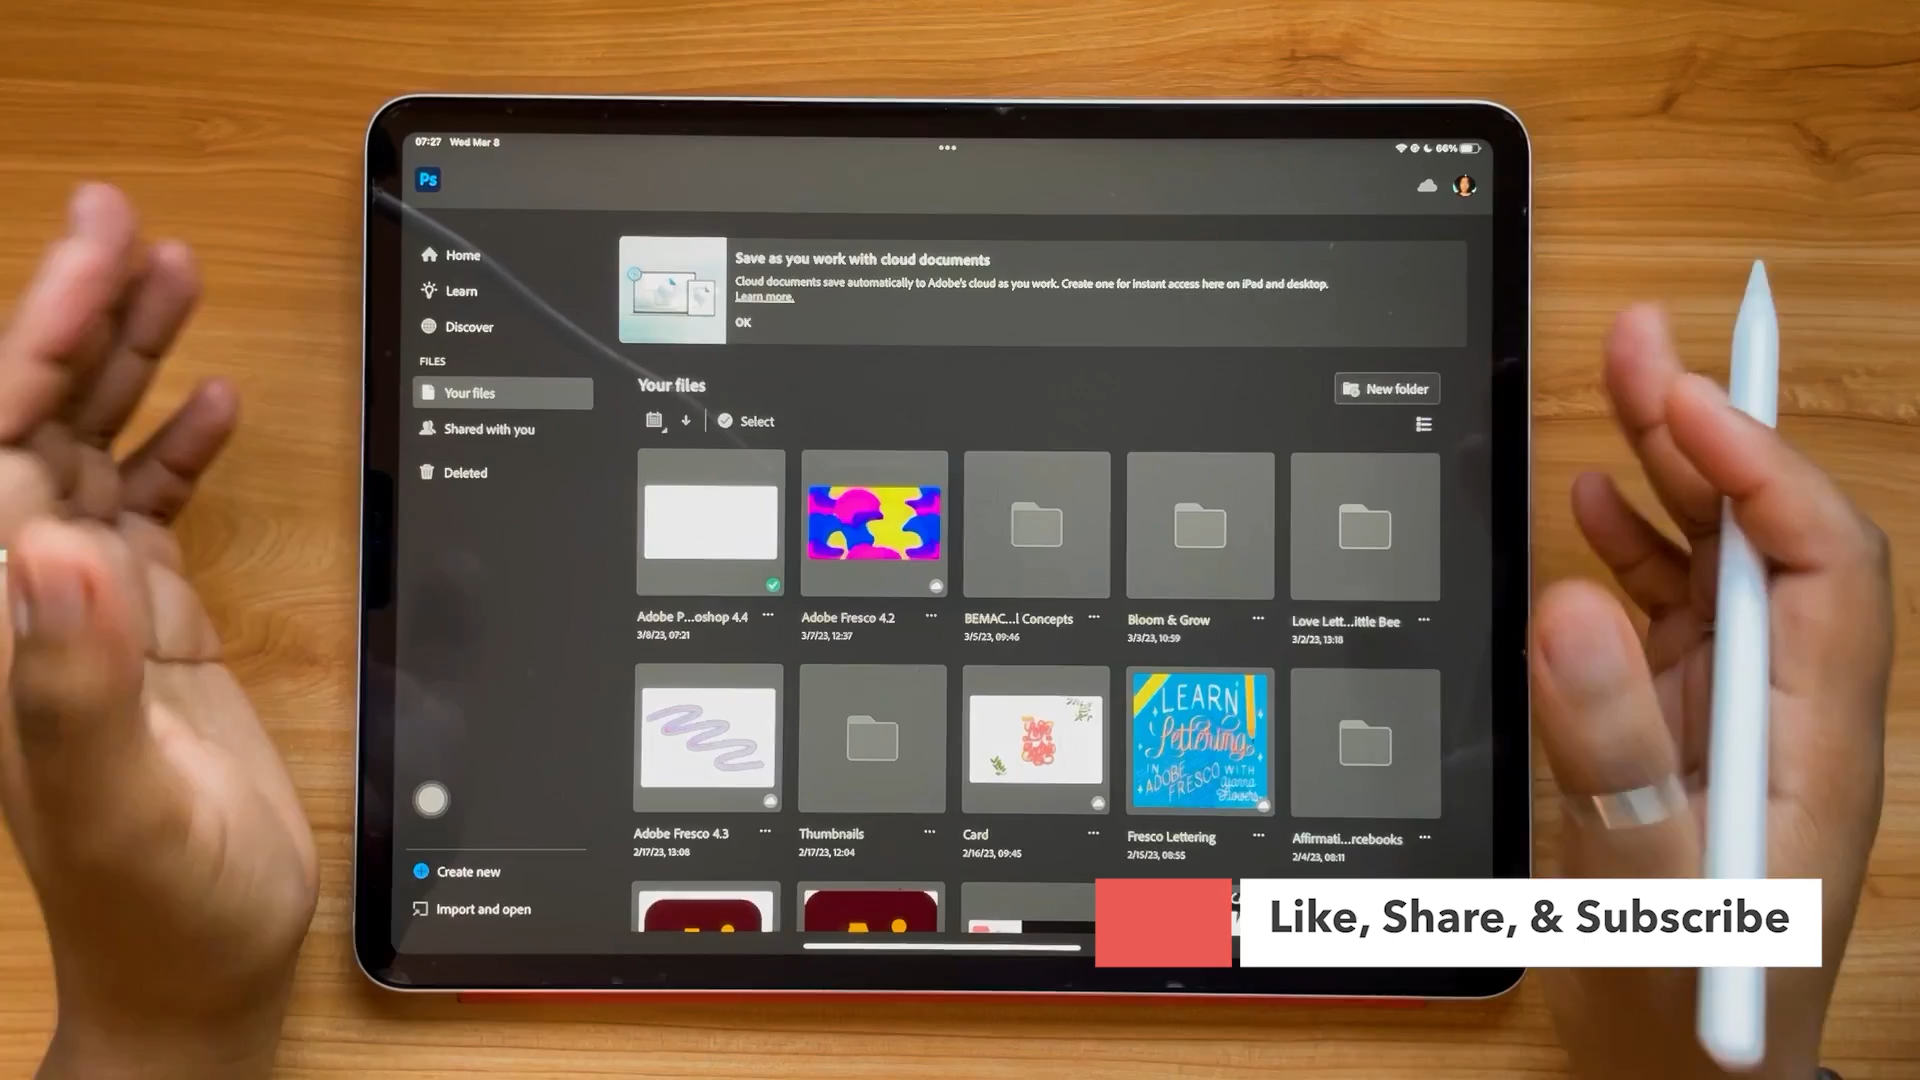 07:27 Wed Mar 8
66%
Ps
Home
Learn
Discover
FILES
Your files
Shared with you
Deleted
Create new
Import and open
Save as you work with cloud documents
Cloud documents save automatically to Adobe's cloud as you work. Create one for instant access here on iPad and desktop.
Learn more.
OK
Your files
New folder
Select
Adobe P...oshop 4.4
3/8/23, 07:21
Adobe Fresco 4.2
3/7/23, 12:37
BEMAC...l Concepts
3/5/23, 09:46
Bloom & Grow
3/3/23, 10:59
Love Lett...ittle Bee
3/2/23, 13:18
LEARN
Lettering
IN ADOBE FRESCO WITH
Adobe Fresco 4.3
2/17/23, 13:08
Thumbnails
2/17/23, 12:04
Card
2/16/23, 09:45
Fresco Lettering
2/15/23, 08:55
Affirmati...rcebooks
2/4/23, 08:11
Like, Share, & Subscribe